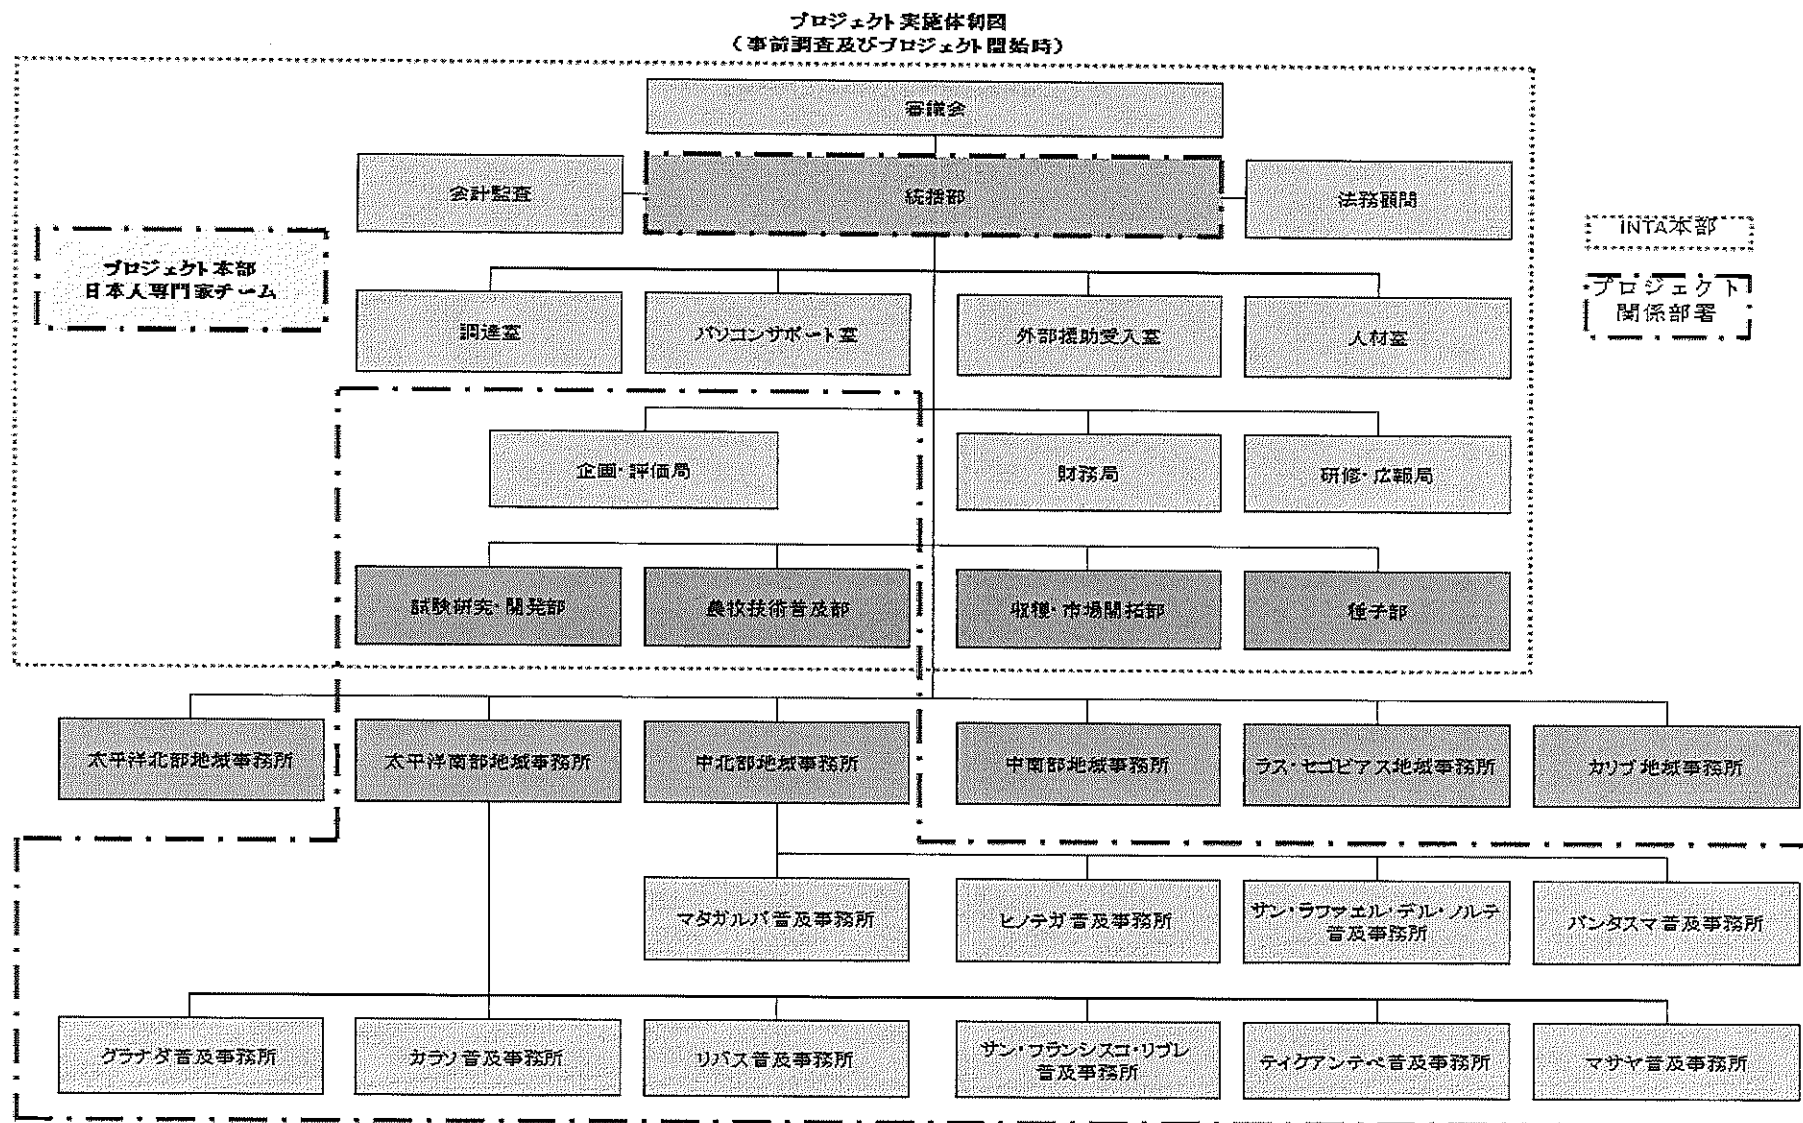 プロジェクト実施体制図
(事前調査及びプロジェクト開始時)
審議会
会計監査
統括部
法務顧問
INTA本部
プロジェクト本部
日本人専門家チーム
プロジェクト
関係部署
調達室
パソコンサポート室
外部援助受入室
人材室
企画・評価局
財務局
研修・広報局
試験研究・開発部
農牧技術普及部
収穫・市場開拓部
種子部
太平洋北部地域事務所
太平洋南部地域事務所
中北部地域事務所
中南部地域事務所
ラス・セゴビアス地域事務所
カリブ地域事務所
マタガルパ普及事務所
ヒノテガ普及事務所
サン・ラファエル・デル・ノルテ
普及事務所
パンタスマ普及事務所
グラナダ普及事務所
カラソ普及事務所
リバス普及事務所
サン・フランシスコ・リブレ
普及事務所
ティクアンテペ普及事務所
マサヤ普及事務所